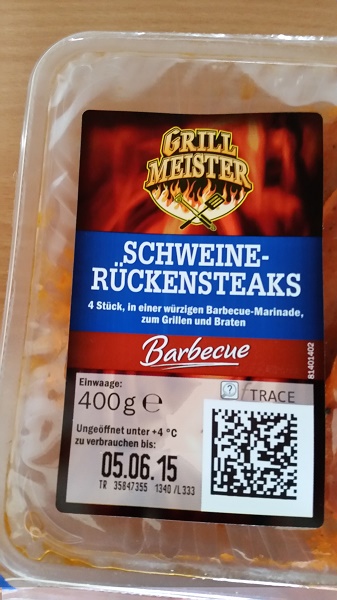 GRILL
MEISTER
SCHWEINE-
RÜCKENSTEAKS
4 Stück, in einer würzigen Barbecue-Marinade,
zum Grillen und Braten
Barbecue
81401402
Einwaage:
400 g ℮
? / TRACE
Ungeöffnet unter +4 °C
zu verbrauchen bis:
05.06.15
TR 35847355 1340 /L333